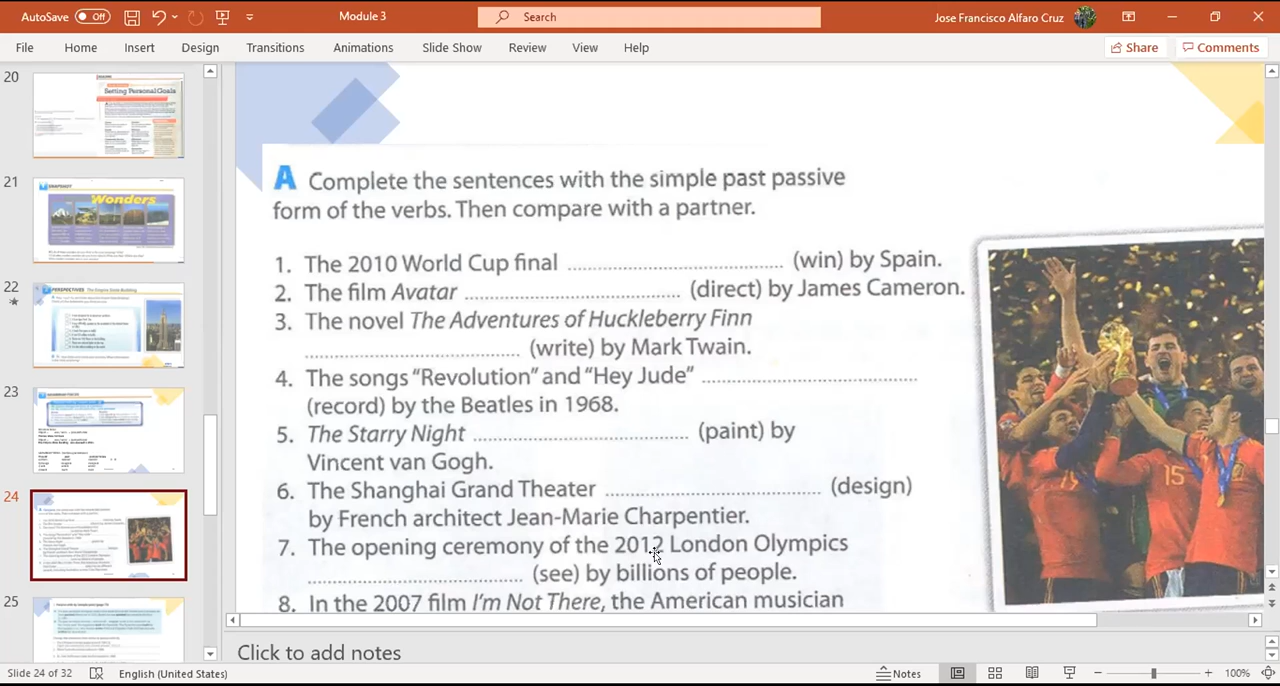 AutoSave Off
Module 3
Search
Jose Francisco Alfaro Cruz
File Home Insert Design Transitions Animations Slide Show Review View Help
Share Comments
20
Setting Personal Goals
21
SNAPSHOT
Wonders
22
PERSPECTIVES The Empire State Building
23
24
25
A Complete the sentences with the simple past passive
form of the verbs. Then compare with a partner.
1. The 2010 World Cup final ........................................ (win) by Spain.
2. The film Avatar ........................................ (direct) by James Cameron.
3. The novel The Adventures of Huckleberry Finn
........................................ (write) by Mark Twain.
4. The songs “Revolution” and “Hey Jude” ........................................
(record) by the Beatles in 1968.
5. The Starry Night ........................................ (paint) by
Vincent van Gogh.
6. The Shanghai Grand Theater ........................................ (design)
by French architect Jean-Marie Charpentier.
7. The opening ceremony of the 2012 London Olympics
........................................ (see) by billions of people.
8. In the 2007 film I’m Not There, the American musician
15
Click to add notes
Slide 24 of 32 English (United States) Notes 100%